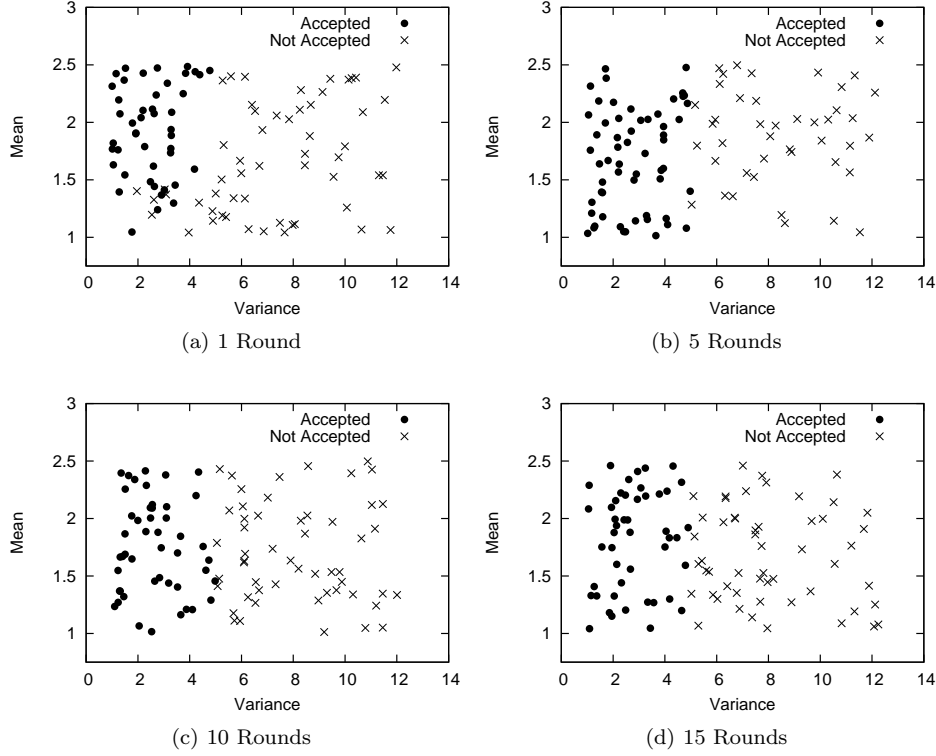 3
2.5
2
1.5
1
0 2 4 6 8 10 12 14
Mean
Variance
Accepted
Not Accepted
(a) 1 Round
3
2.5
2
1.5
1
0 2 4 6 8 10 12 14
Mean
Variance
Accepted
Not Accepted
(b) 5 Rounds
3
2.5
2
1.5
1
0 2 4 6 8 10 12 14
Mean
Variance
Accepted
Not Accepted
(c) 10 Rounds
3
2.5
2
1.5
1
0 2 4 6 8 10 12 14
Mean
Variance
Accepted
Not Accepted
(d) 15 Rounds